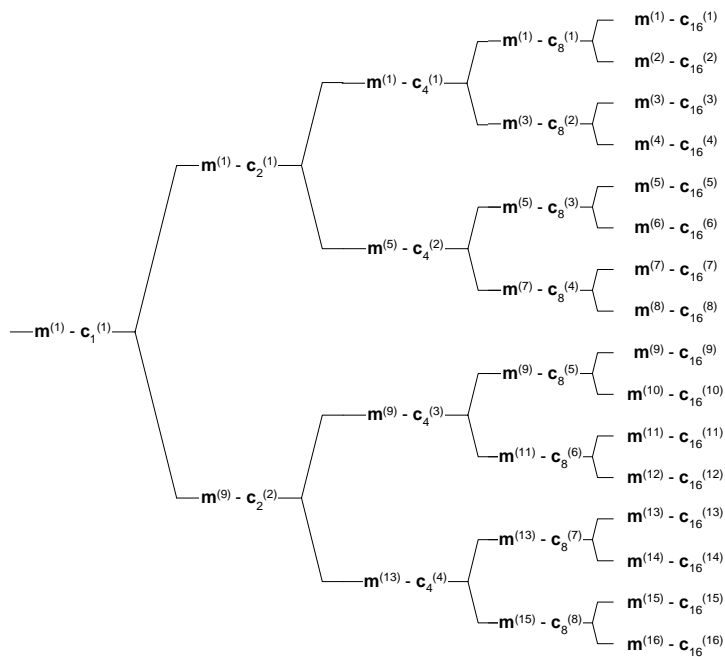 m(1) - c16(1)
m(1) - c8(1)
m(2) - c16(2)
m(1) - c4(1)
m(3) - c16(3)
m(3) - c8(2)
m(4) - c16(4)
m(1) - c2(1)
m(5) - c16(5)
m(5) - c8(3)
m(6) - c16(6)
m(5) - c4(2)
m(7) - c16(7)
m(7) - c8(4)
m(8) - c16(8)
m(1) - c1(1)
m(9) - c16(9)
m(9) - c8(5)
m(10) - c16(10)
m(9) - c4(3)
m(11) - c16(11)
m(11) - c8(6)
m(12) - c16(12)
m(9) - c2(2)
m(13) - c16(13)
m(13) - c8(7)
m(14) - c16(14)
m(13) - c4(4)
m(15) - c16(15)
m(15) - c8(8)
m(16) - c16(16)